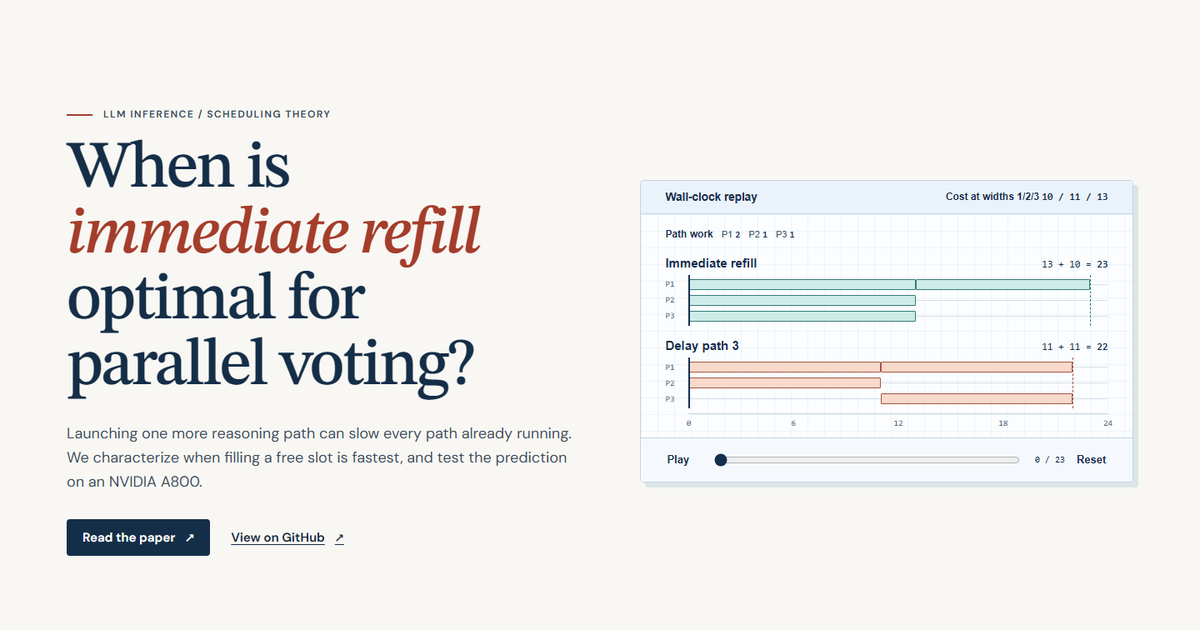 LLM INFERENCE / SCHEDULING THEORY
When is
immediate refill
optimal for
parallel voting?
Launching one more reasoning path can slow every path already running.
We characterize when filling a free slot is fastest, and test the prediction
on an NVIDIA A800.
Read the paper ↗
View on GitHub ↗
Wall-clock replay
Cost at widths 1/2/3 10 / 11 / 13
Path work P1 2 P2 1 P3 1
Immediate refill
13 + 10 = 23
P1
P2
P3
Delay path 3
11 + 11 = 22
P1
P2
P3
0 6 12 18 24
Play
0 / 23
Reset